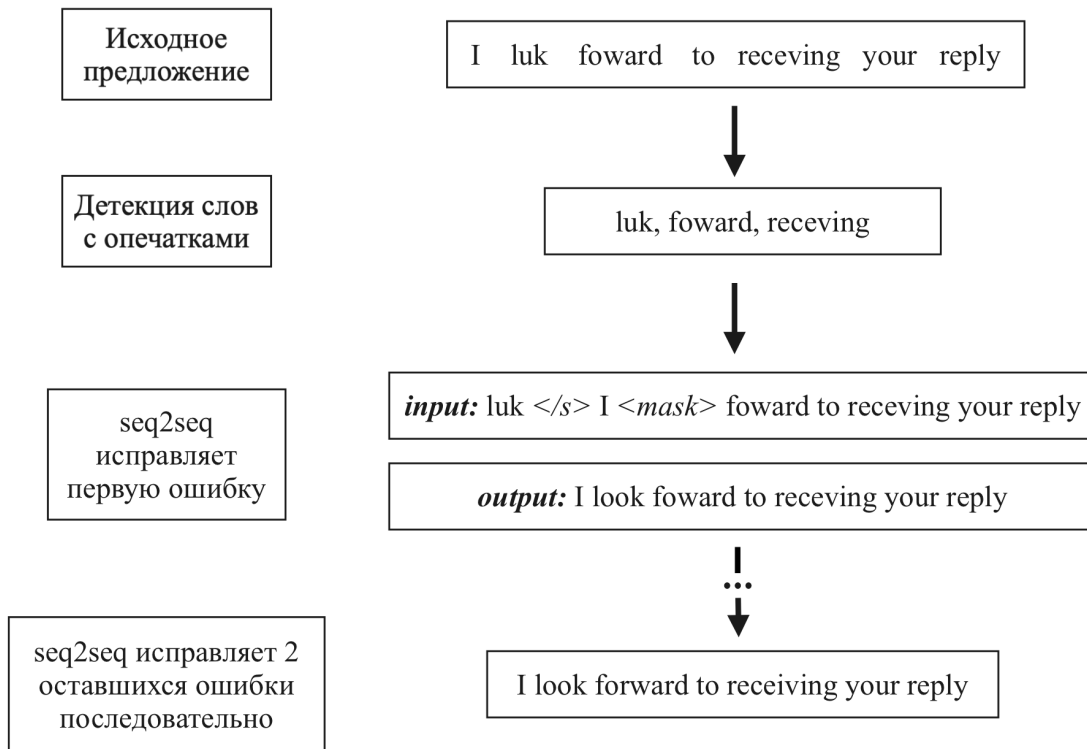 Исходное
предложение
I luk foward to receving your reply
Детекция слов
с опечатками
luk, foward, receving
seq2seq
исправляет
первую ошибку
input: luk </s> I <mask> foward to receving your reply
output: I look foward to receving your reply
...
seq2seq исправляет 2
оставшихся ошибки
последовательно
I look forward to receiving your reply